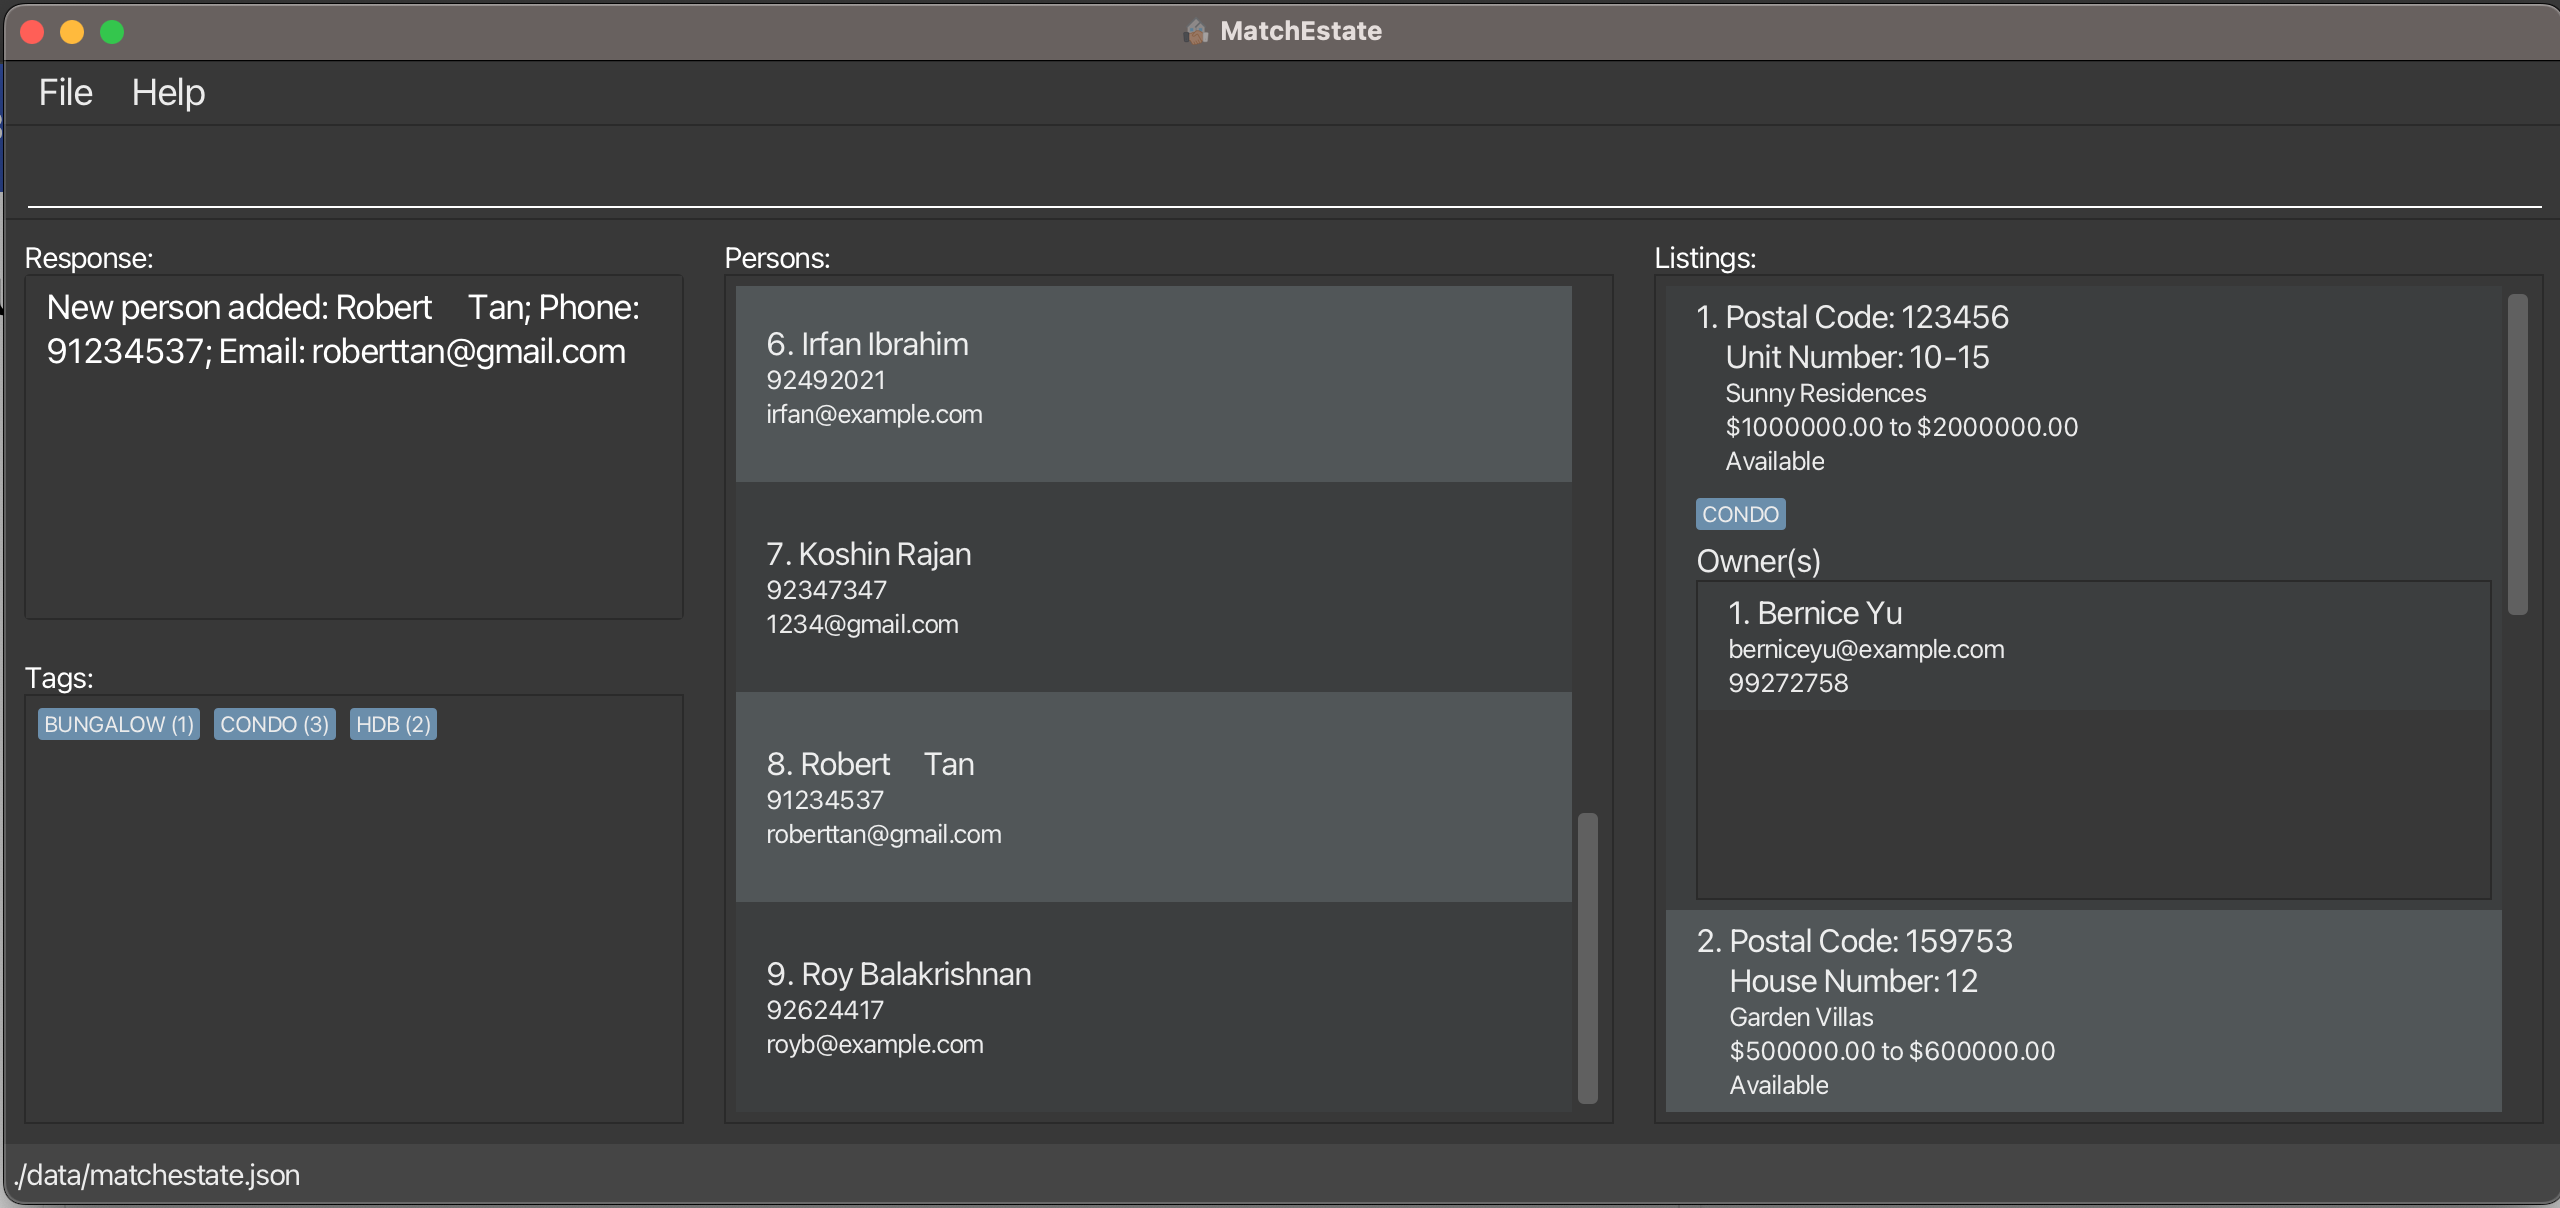 MatchEstate
File Help
Response:
New person added: Robert     Tan; Phone:
91234537; Email: roberttan@gmail.com
Tags:
BUNGALOW (1) CONDO (3) HDB (2)
Persons:
6. Irfan Ibrahim
92492021
irfan@example.com
7. Koshin Rajan
92347347
1234@gmail.com
8. Robert     Tan
91234537
roberttan@gmail.com
9. Roy Balakrishnan
92624417
royb@example.com
Listings:
1. Postal Code: 123456
Unit Number: 10-15
Sunny Residences
$1000000.00 to $2000000.00
Available
CONDO
Owner(s)
1. Bernice Yu
berniceyu@example.com
99272758
2. Postal Code: 159753
House Number: 12
Garden Villas
$500000.00 to $600000.00
Available
./data/matchestate.json